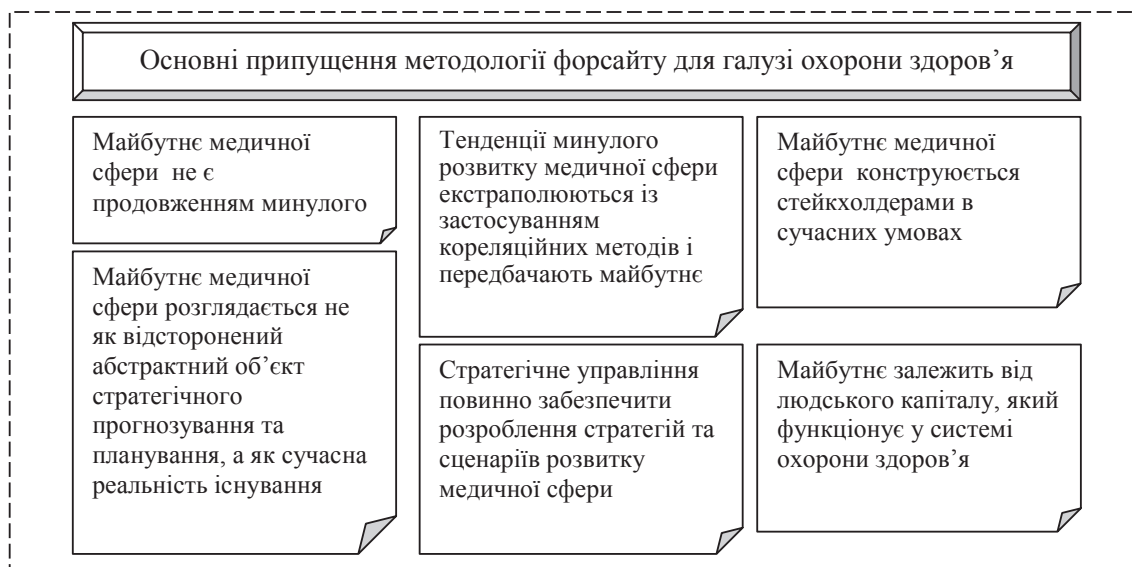 Основні припущення методології форсайту для галузі охорони здоров’я
Майбутнє медичної
сфери не є
продовженням минулого
Майбутнє медичної
сфери розглядається не
як відсторонений
абстрактний об’єкт
стратегічного
прогнозування та
планування, а як сучасна
реальність існування
Тенденції минулого
розвитку медичної сфери
екстраполюються із
застосуванням
кореляційних методів і
передбачають майбутнє
Стратегічне управління
повинно забезпечити
розроблення стратегій та
сценаріїв розвитку
медичної сфери
Майбутнє медичної
сфери конструюється
стейкхолдерами в
сучасних умовах
Майбутнє залежить від
людського капіталу, який
функціонує у системі
охорони здоров’я